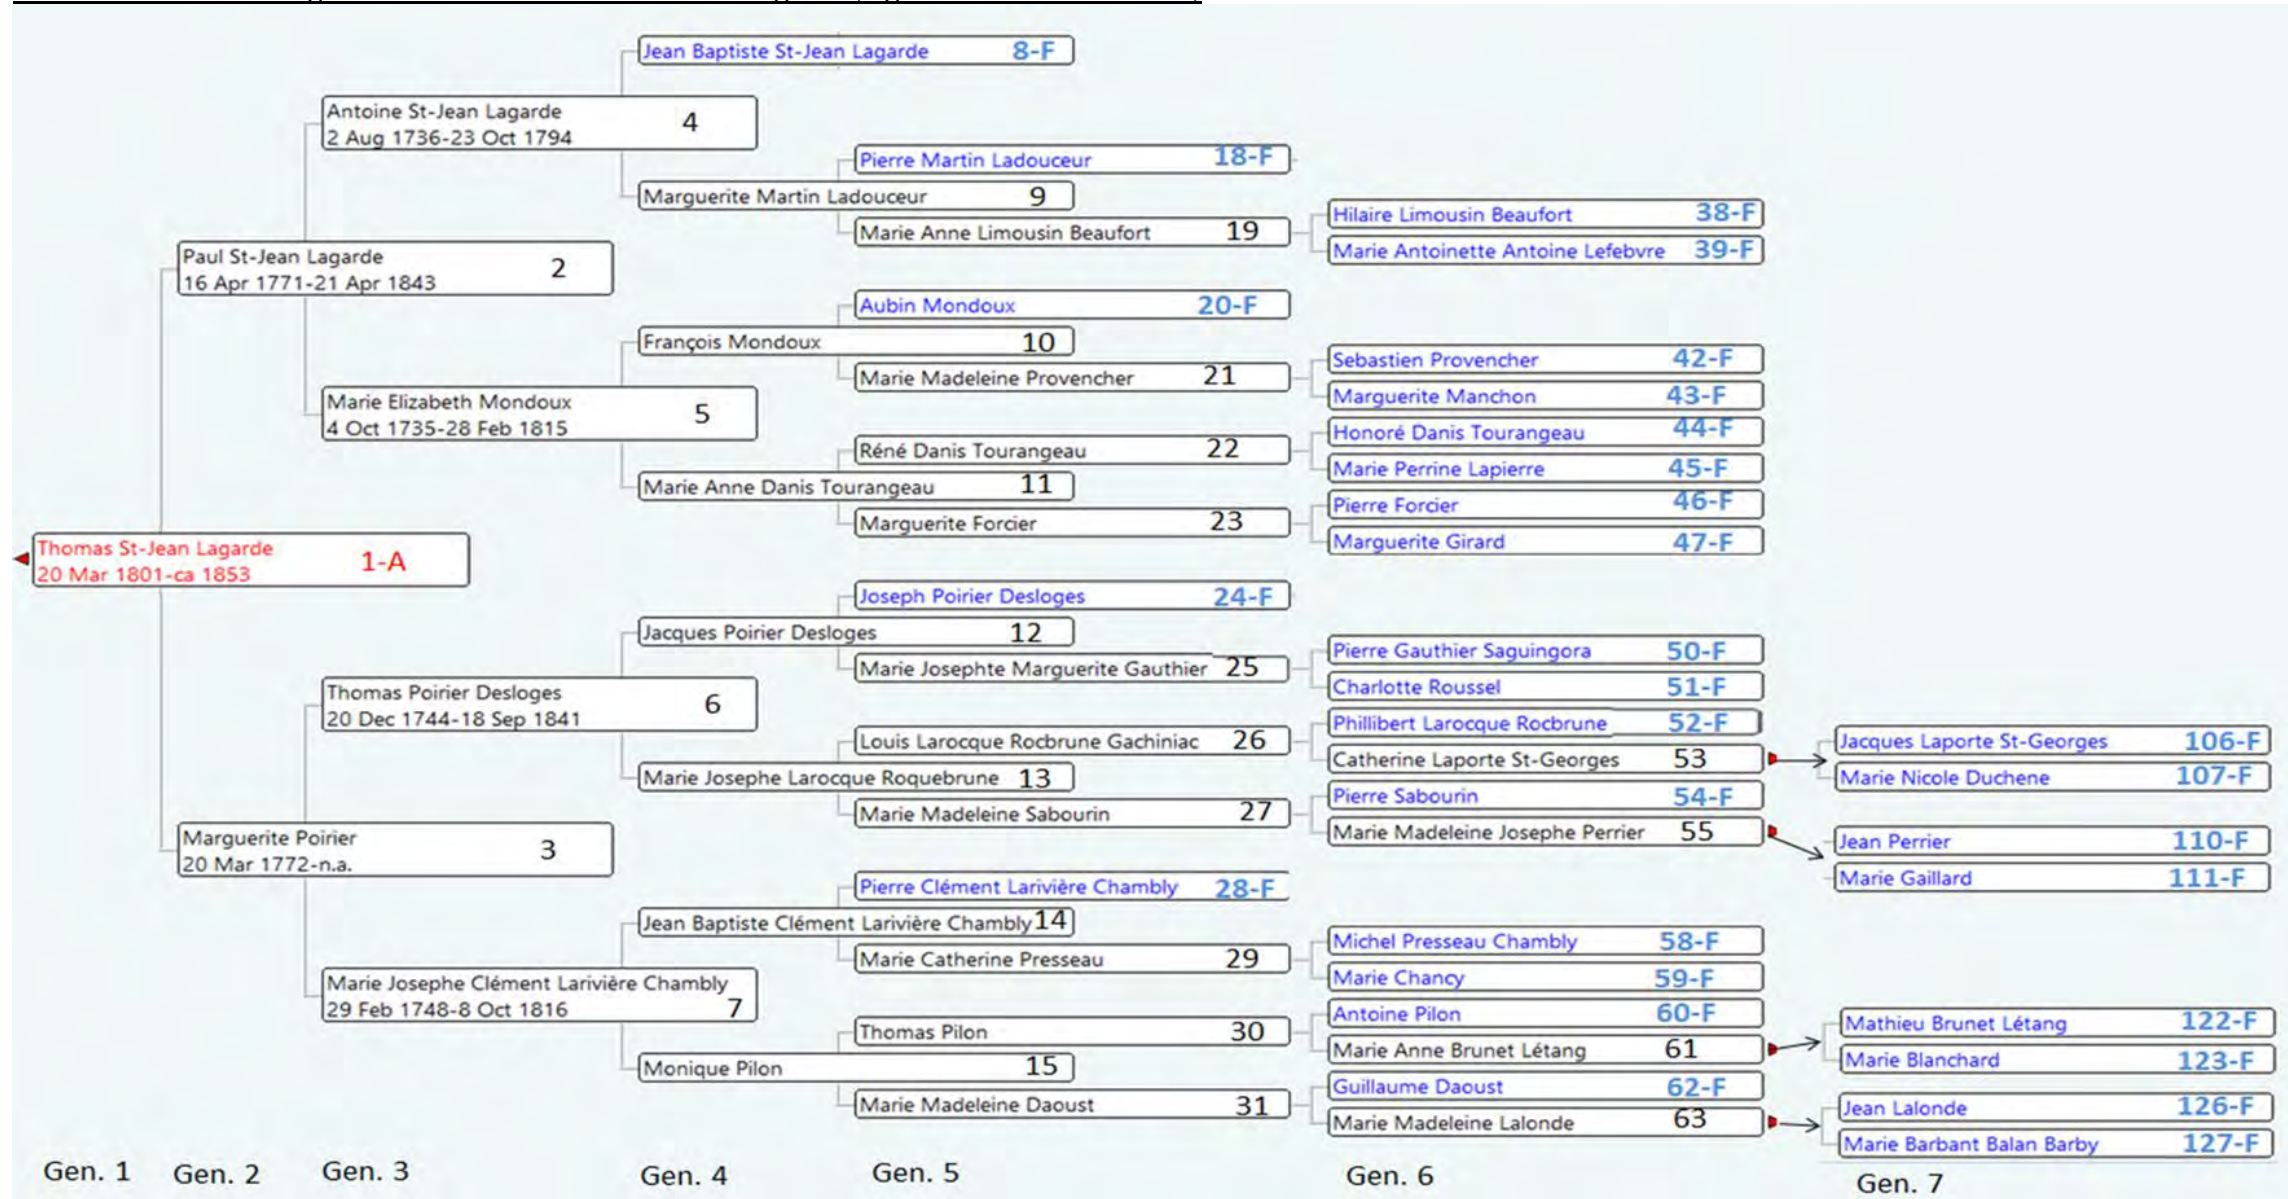 Jean Baptiste St-Jean Lagarde 8-F
Antoine St-Jean Lagarde 4
2 Aug 1736-23 Oct 1794
Pierre Martin Ladouceur 18-F
Marguerite Martin Ladouceur 9
Hilaire Limousin Beaufort 38-F
Marie Anne Limousin Beaufort 19
Marie Antoinette Antoine Lefebvre 39-F
Paul St-Jean Lagarde 2
16 Apr 1771-21 Apr 1843
Aubin Mondoux 20-F
François Mondoux 10
Sebastien Provencher 42-F
Marie Madeleine Provencher 21
Marguerite Manchon 43-F
Marie Elizabeth Mondoux 5
4 Oct 1735-28 Feb 1815
Honoré Danis Tourangeau 44-F
Réné Danis Tourangeau 22
Marie Perrine Lapierre 45-F
Marie Anne Danis Tourangeau 11
Pierre Forcier 46-F
Marguerite Forcier 23
Marguerite Girard 47-F
Thomas St-Jean Lagarde 1-A
20 Mar 1801-ca 1853
Joseph Poirier Desloges 24-F
Jacques Poirier Desloges 12
Pierre Gauthier Saguingora 50-F
Marie Josephte Marguerite Gauthier 25
Charlotte Roussel 51-F
Thomas Poirier Desloges 6
20 Dec 1744-18 Sep 1841
Phillibert Larocque Rocbrune 52-F
Louis Larocque Rocbrune Gachiniac 26
Catherine Laporte St-Georges 53
Jacques Laporte St-Georges 106-F
Marie Nicole Duchene 107-F
Marie Josephe Larocque Roquebrune 13
Pierre Sabourin 54-F
Marie Madeleine Sabourin 27
Marie Madeleine Josephe Perrier 55
Jean Perrier 110-F
Marie Gaillard 111-F
Marguerite Poirier 3
20 Mar 1772-n.a.
Pierre Clément Larivière Chambly 28-F
Jean Baptiste Clément Larivière Chambly 14
Michel Presseau Chambly 58-F
Marie Catherine Presseau 29
Marie Chancy 59-F
Marie Josephe Clément Larivière Chambly
29 Feb 1748-8 Oct 1816 7
Antoine Pilon 60-F
Thomas Pilon 30
Marie Anne Brunet Létang 61
Mathieu Brunet Létang 122-F
Marie Blanchard 123-F
Monique Pilon 15
Guillaume Daoust 62-F
Marie Madeleine Daoust 31
Marie Madeleine Lalonde 63
Jean Lalonde 126-F
Marie Barbant Balan Barby 127-F
Gen. 1 Gen. 2 Gen. 3 Gen. 4 Gen. 5 Gen. 6 Gen. 7